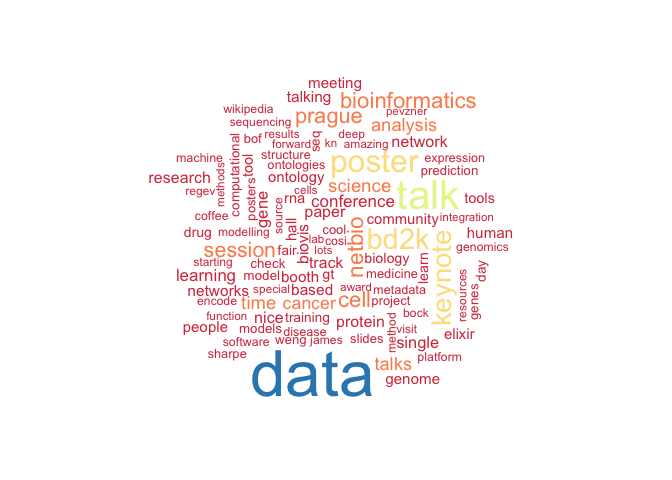 meeting
talking
bioinformatics
wikipedia
pevzner
prague
sequencing
analysis
bof
results
seq
deep
forward
kn
amazing
network
computational
tool
structure
machine
poster
expression
ontologies
prediction
methods
research
ontology
science
regev
posters
gene
cells
rna
conference
talk
tools
source
paper
coffee
hall
community
integration
drug
modelling
biovis
cool
netbio
bd2k
keynote
human
lab
cosi
session
fair
lots
biology
genomics
starting
check
track
learn
day
learning
model
booth
gt
medicine
resources
genes
networks
special
based
award
metadata
encode
time
cancer
cell
project
function
nice
training
protein
bock
people
models
disease
method
visit
elixir
software
weng
james
slides
single
sharpe
data
talks
platform
genome